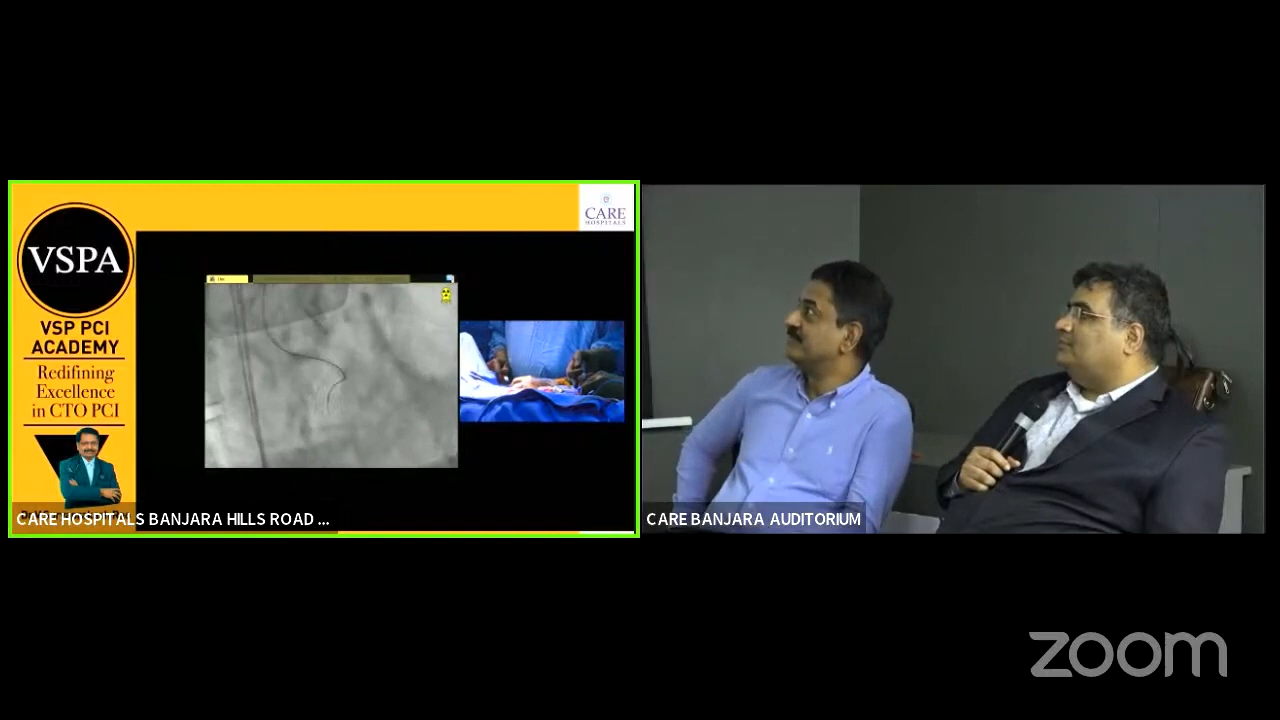 VSPA
VSP PCI
ACADEMY
Redifining
Excellence
in CTO PCI
CARE
HOSPITALS
CARE HOSPITALS BANJARA HILLS ROAD ...
CARE BANJARA AUDITORIUM
zoom